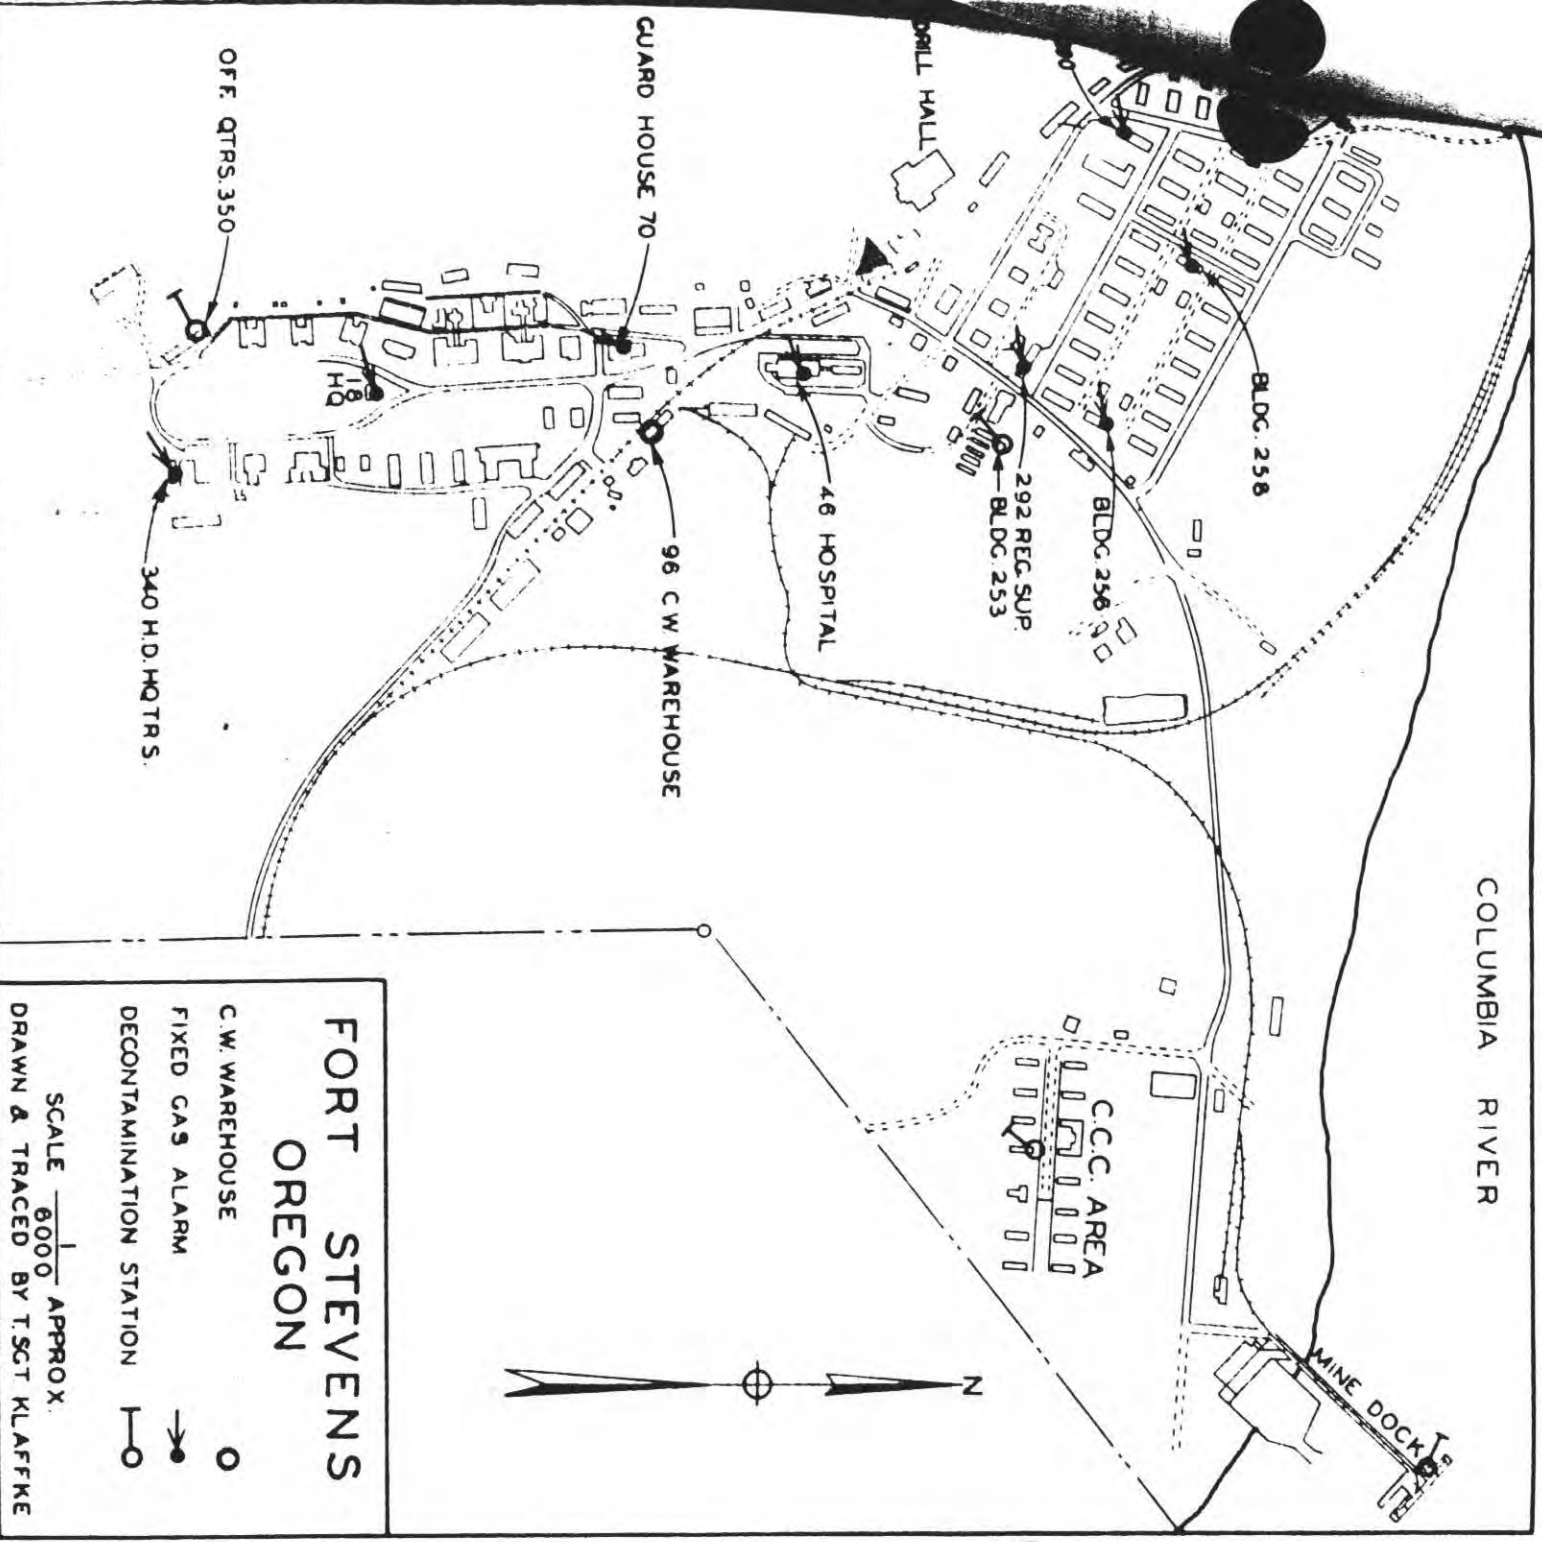 COLUMBIA RIVER
MINE DOCK
BLDG. 258
BLDG. 256
292 REG. SUP.
BLDG. 253
DRILL HALL
46 HOSPITAL
96 C.W. WAREHOUSE
GUARD HOUSE 70
18
HQ
OFF. QTRS. 350
340 H.D. HQTRS.
C.C.C. AREA
N
FORT STEVENS
OREGON
C.W. WAREHOUSE
FIXED GAS ALARM
DECONTAMINATION STATION
SCALE 1/6000 APPROX.
DRAWN & TRACED BY T. SGT KLAFFKE